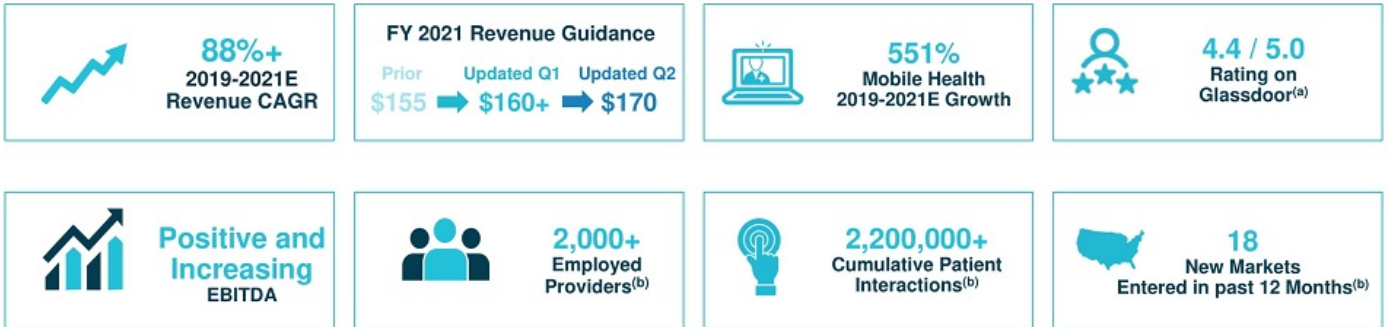 88%+
2019-2021E
Revenue CAGR
FY 2021 Revenue Guidance
Prior Updated Q1 Updated Q2
$155 $160+ $170
551%
Mobile Health
2019-2021E Growth
4.4 / 5.0
Rating on
Glassdoor(a)
Positive and
Increasing
EBITDA
2,000+
Employed
Providers(b)
2,200,000+
Cumulative Patient
Interactions(b)
18
New Markets
Entered in past 12 Months(b)